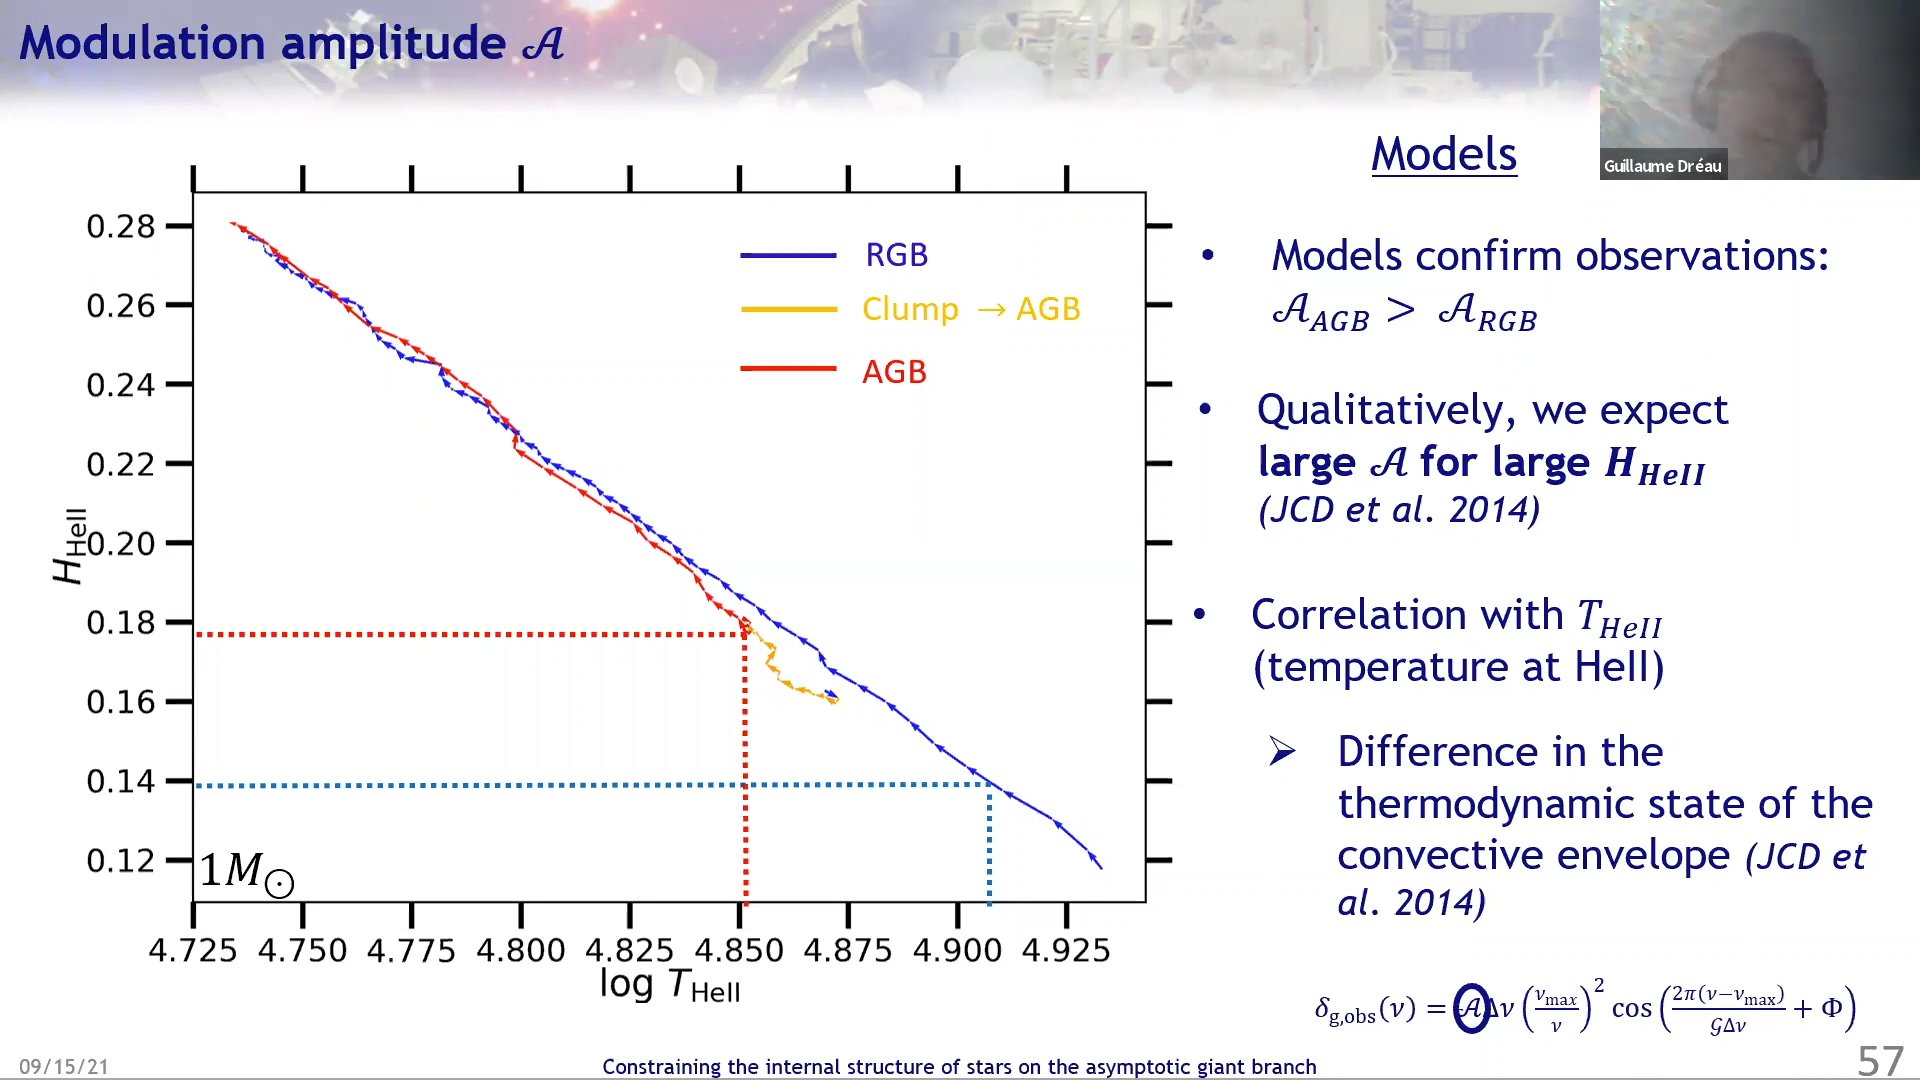 Modulation amplitude 𝒜
Guillaume Dréau
Models
0.28
0.26
0.24
0.22
0.20
0.18
0.16
0.14
0.12
H_HeII
RGB
Clump → AGB
AGB
1M⊙
4.725 4.750 4.775 4.800 4.825 4.850 4.875 4.900 4.925
log T_HeII
• Models confirm observations:
𝒜_AGB > 𝒜_RGB
• Qualitatively, we expect
large 𝒜 for large H_HeII
(JCD et al. 2014)
• Correlation with T_HeII
(temperature at HeII)
➢ Difference in the
thermodynamic state of the
convective envelope (JCD et
al. 2014)
δ_g,obs(ν) = 𝒜Δν (ν_max/ν)² cos (2π(ν−ν_max)/𝒢Δν + Φ)
09/15/21
Constraining the internal structure of stars on the asymptotic giant branch
57